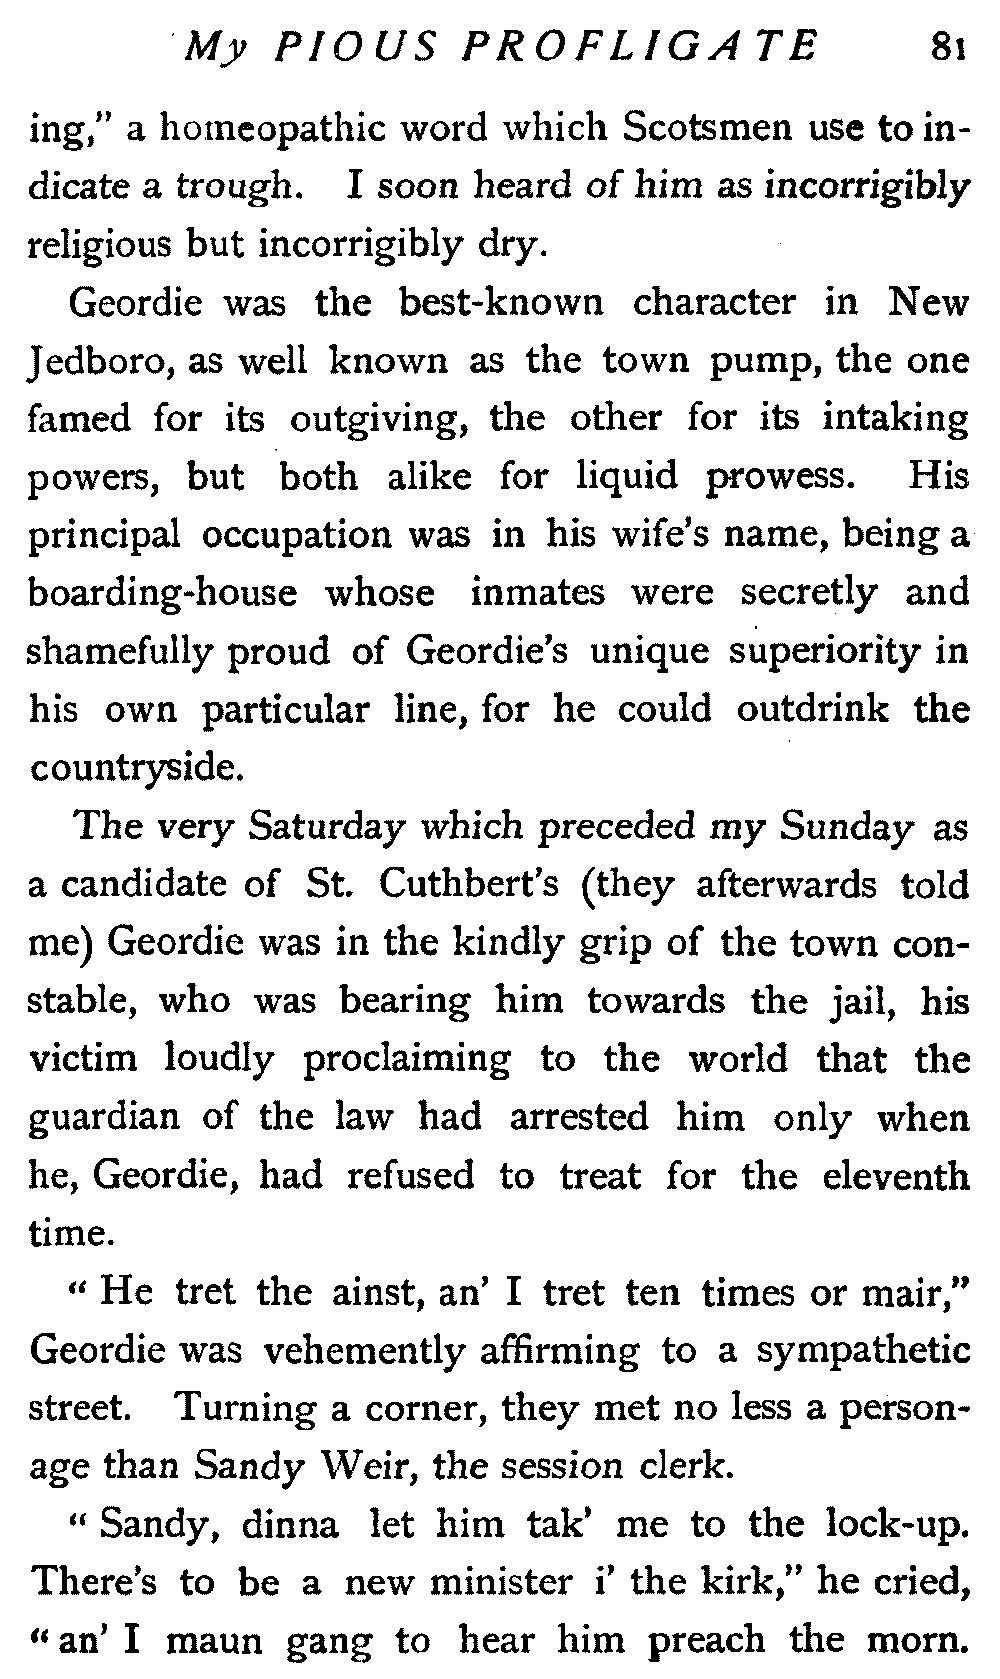 My PIOUS PROFLIGATE 81
ing," a homeopathic word which Scotsmen use to in-
dicate a trough. I soon heard of him as incorrigibly
religious but incorrigibly dry.
Geordie was the best-known character in New
Jedboro, as well known as the town pump, the one
famed for its outgiving, the other for its intaking
powers, but both alike for liquid prowess. His
principal occupation was in his wife's name, being a
boarding-house whose inmates were secretly and
shamefully proud of Geordie's unique superiority in
his own particular line, for he could outdrink the
countryside.
The very Saturday which preceded my Sunday as
a candidate of St. Cuthbert's (they afterwards told
me) Geordie was in the kindly grip of the town con-
stable, who was bearing him towards the jail, his
victim loudly proclaiming to the world that the
guardian of the law had arrested him only when
he, Geordie, had refused to treat for the eleventh
time.
" He tret the ainst, an' I tret ten times or mair,"
Geordie was vehemently affirming to a sympathetic
street. Turning a corner, they met no less a person-
age than Sandy Weir, the session clerk.
" Sandy, dinna let him tak' me to the lock-up.
There's to be a new minister i' the kirk," he cried,
" an' I maun gang to hear him preach the morn.